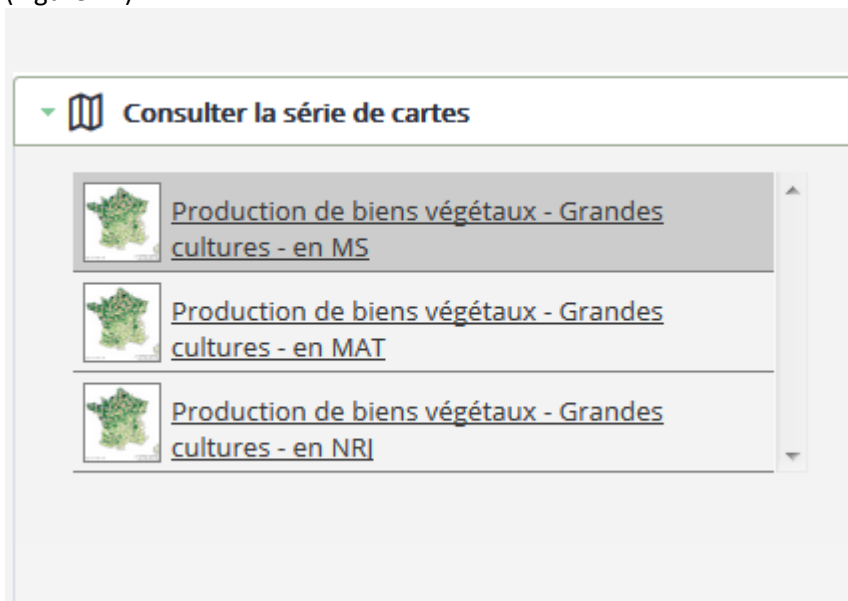 Consulter la série de cartes
Production de biens végétaux - Grandes
cultures - en MS
Production de biens végétaux - Grandes
cultures - en MAT
Production de biens végétaux - Grandes
cultures - en NRJ